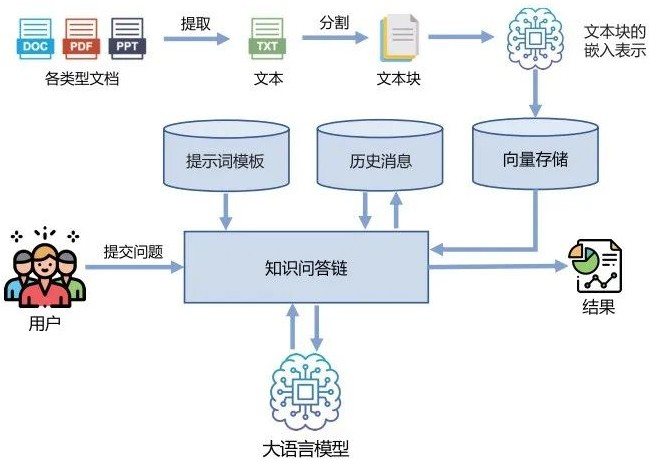 DOC
PDF
PPT
提取
TXT
分割
各类型文档
文本
文本块
文本块的
嵌入表示
提示词模板
历史消息
向量存储
提交问题
知识问答链
用户
结果
大语言模型